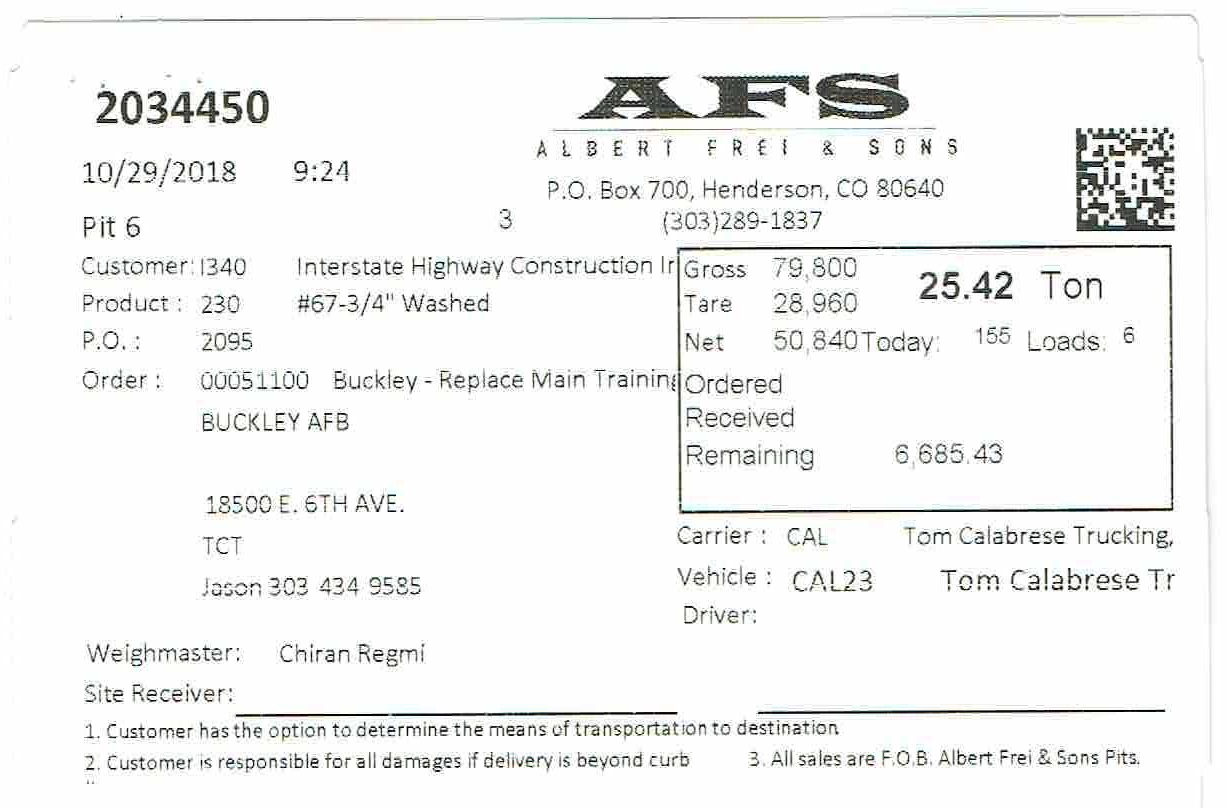 2034450
AFS
ALBERT FREI & SONS
10/29/2018 9:24
P.O. Box 700, Henderson, CO 80640
Pit 6 3 (303)289-1837
Customer: I340 Interstate Highway Construction Ir
Gross 79,800 25.42 Ton
Product : 230 #67-3/4" Washed
Tare 28,960
P.O. : 2095
Net 50,840 Today: 155 Loads: 6
Order : 00051100 Buckley - Replace Main Training
Ordered
BUCKLEY AFB
Received
Remaining 6,685.43
18500 E. 6TH AVE.
TCT
Jason 303 434 9585
Carrier : CAL Tom Calabrese Trucking,
Vehicle : CAL23 Tom Calabrese Tr
Driver:
Weighmaster: Chiran Regmi
Site Receiver:
1. Customer has the option to determine the means of transportation to destination
2. Customer is responsible for all damages if delivery is beyond curb 3. All sales are F.O.B. Albert Frei & Sons Pits.